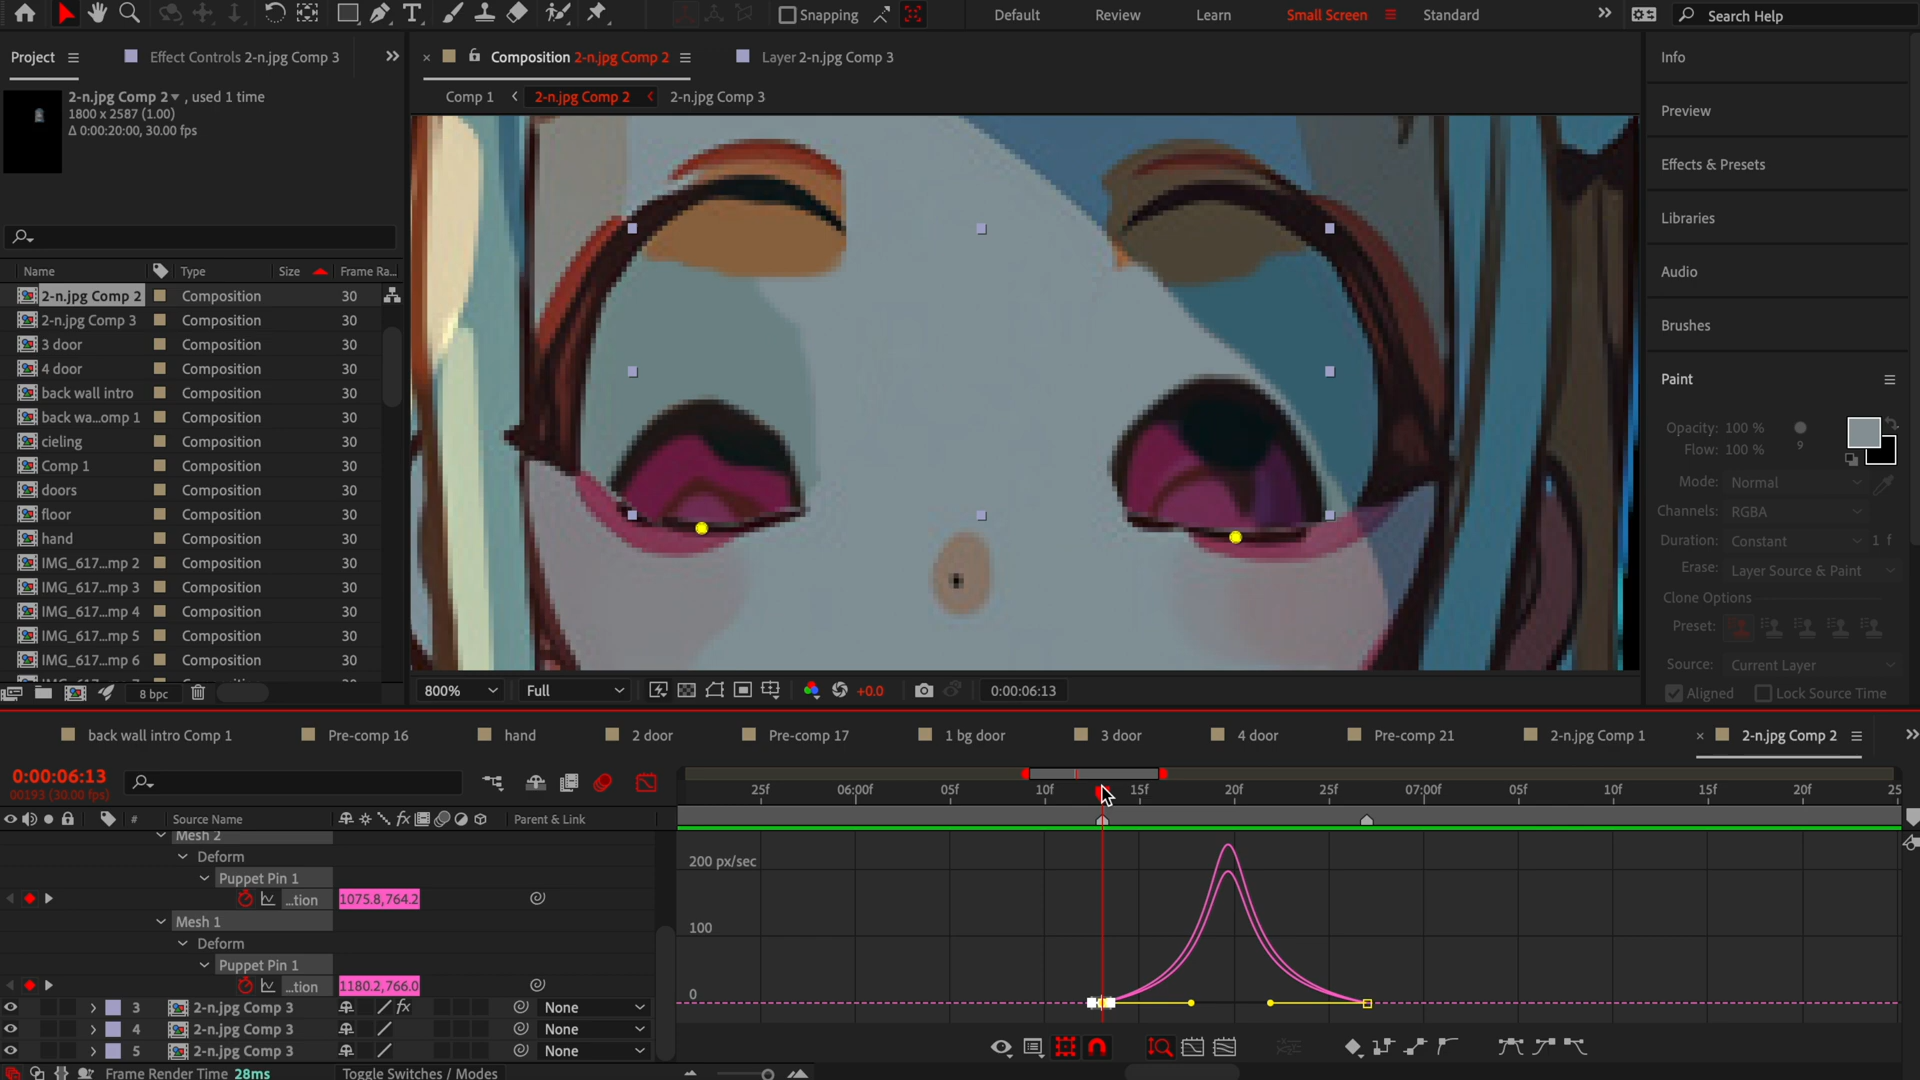 Snapping
Default
Review
Learn
Small Screen
Standard
Search Help
Project
Effect Controls 2-n.jpg Comp 3
Composition 2-n.jpg Comp 2
Layer 2-n.jpg Comp 3
Info
2-n.jpg Comp 2 , used 1 time
1800 x 2587 (1.00)
Δ 0:00:20:00, 30.00 fps
Comp 1
2-n.jpg Comp 2
2-n.jpg Comp 3
Preview
Effects & Presets
Libraries
Audio
Brushes
Paint
Name Type Size Frame Ra...
2-n.jpg Comp 2 Composition 30
2-n.jpg Comp 3 Composition 30
3 door Composition 30
4 door Composition 30
back wall intro Composition 30
back wa...omp 1 Composition 30
cieling Composition 30
Comp 1 Composition 30
doors Composition 30
floor Composition 30
hand Composition 30
IMG_617...mp 2 Composition 30
IMG_617...mp 3 Composition 30
IMG_617...mp 4 Composition 30
IMG_617...mp 5 Composition 30
IMG_617...mp 6 Composition 30
8 bpc
Opacity: 100 %
Flow: 100 %
9
Mode: Normal
Channels: RGBA
Duration: Constant 1 f
Erase: Layer Source & Paint
Clone Options
Preset:
Source: Current Layer
Aligned Lock Source Time
800% Full +0.0 0:00:06:13
back wall intro Comp 1
Pre-comp 16
hand
2 door
Pre-comp 17
1 bg door
3 door
4 door
Pre-comp 21
2-n.jpg Comp 1
2-n.jpg Comp 2
0:00:06:13
00193 (30.00 fps)
25f 06:00f 05f 10f 15f 20f 25f 07:00f 05f 10f 15f 20f 25
# Source Name fx Parent & Link
Mesh 2
Deform
Puppet Pin 1
...tion 1075.8,764.2
Mesh 1
Deform
Puppet Pin 1
...tion 1180.2,766.0
3 2-n.jpg Comp 3 fx None
4 2-n.jpg Comp 3 None
5 2-n.jpg Comp 3 None
200 px/sec
100
0
Frame Render Time 28ms
Toggle Switches / Modes